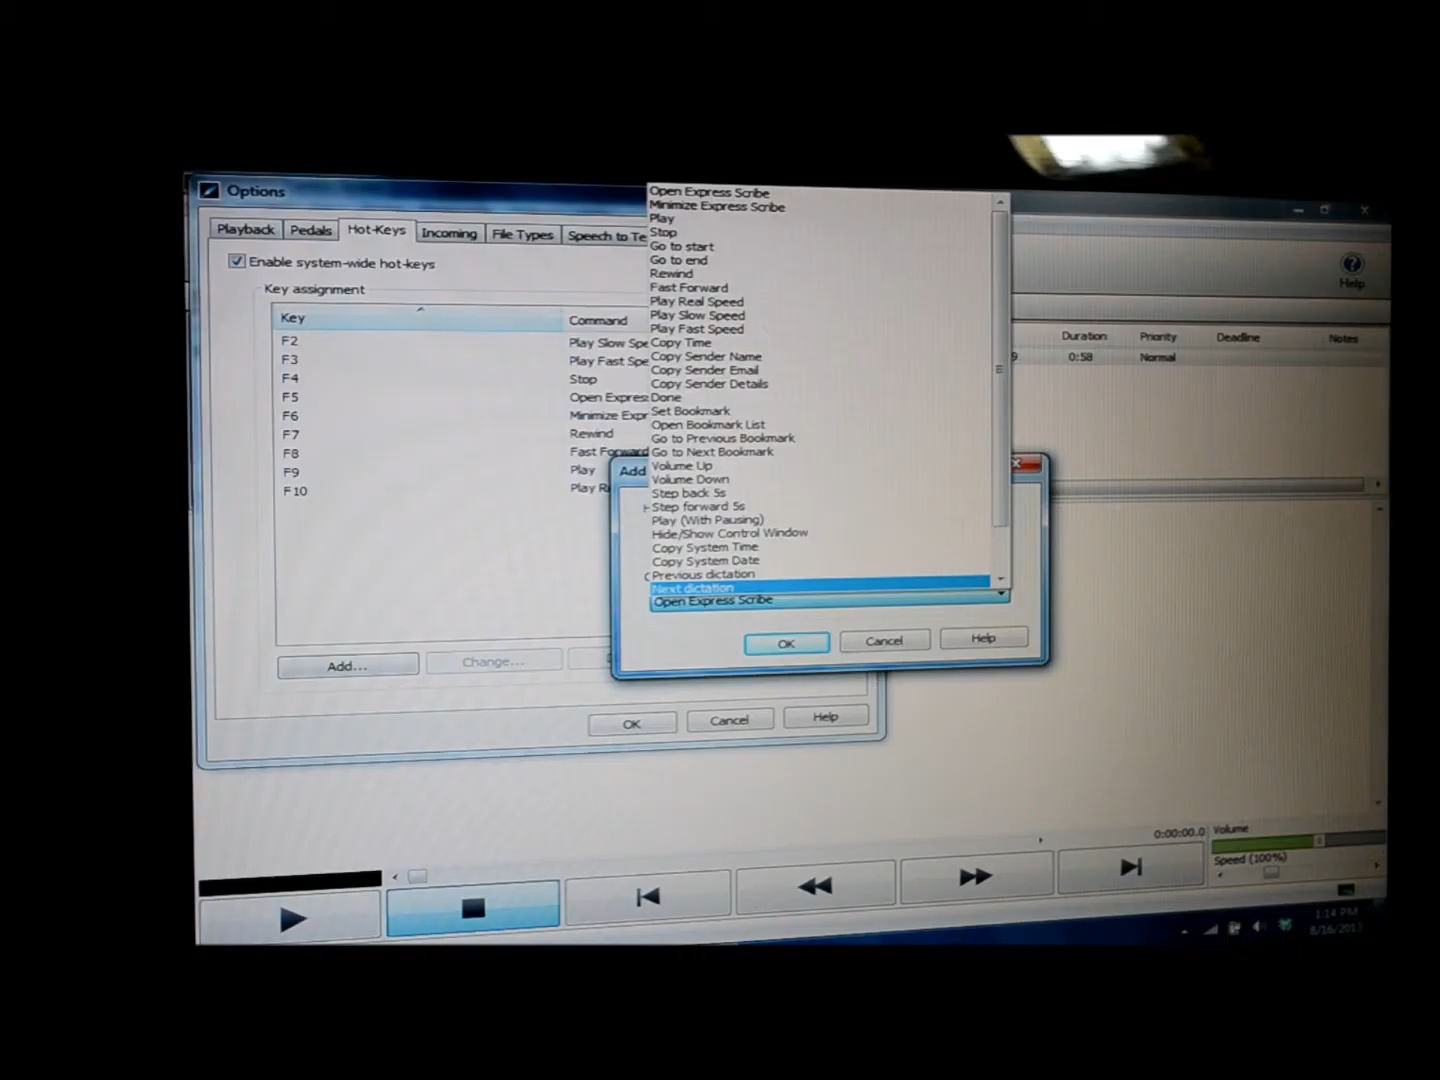 Options
Playback Pedals Hot-Keys Incoming File Types Speech to Te
Enable system-wide hot-keys
Key assignment
Key Command
F2 Play Slow Spe
F3 Play Fast Spe
F4 Stop
F5 Open Expres
F6 Minimize Expr
F7 Rewind
F8 Fast Forward
F9 Play
F10 Play R
Add... Change...
OK Cancel Help
Open Express Scribe
Minimize Express Scribe
Play
Stop
Go to start
Go to end
Rewind
Fast Forward
Play Real Speed
Play Slow Speed
Play Fast Speed
Copy Time
Copy Sender Name
Copy Sender Email
Copy Sender Details
Done
Set Bookmark
Open Bookmark List
Go to Previous Bookmark
Go to Next Bookmark
Volume Up
Volume Down
Step back 5s
Step forward 5s
Play (With Pausing)
Hide/Show Control Window
Copy System Time
Copy System Date
Previous dictation
Next dictation
Open Express Scribe
Add
OK Cancel Help
Help
Duration Priority Deadline Notes
9 0:58 Normal
0:00:00.0 Volume
Speed (100%)
1:14 PM